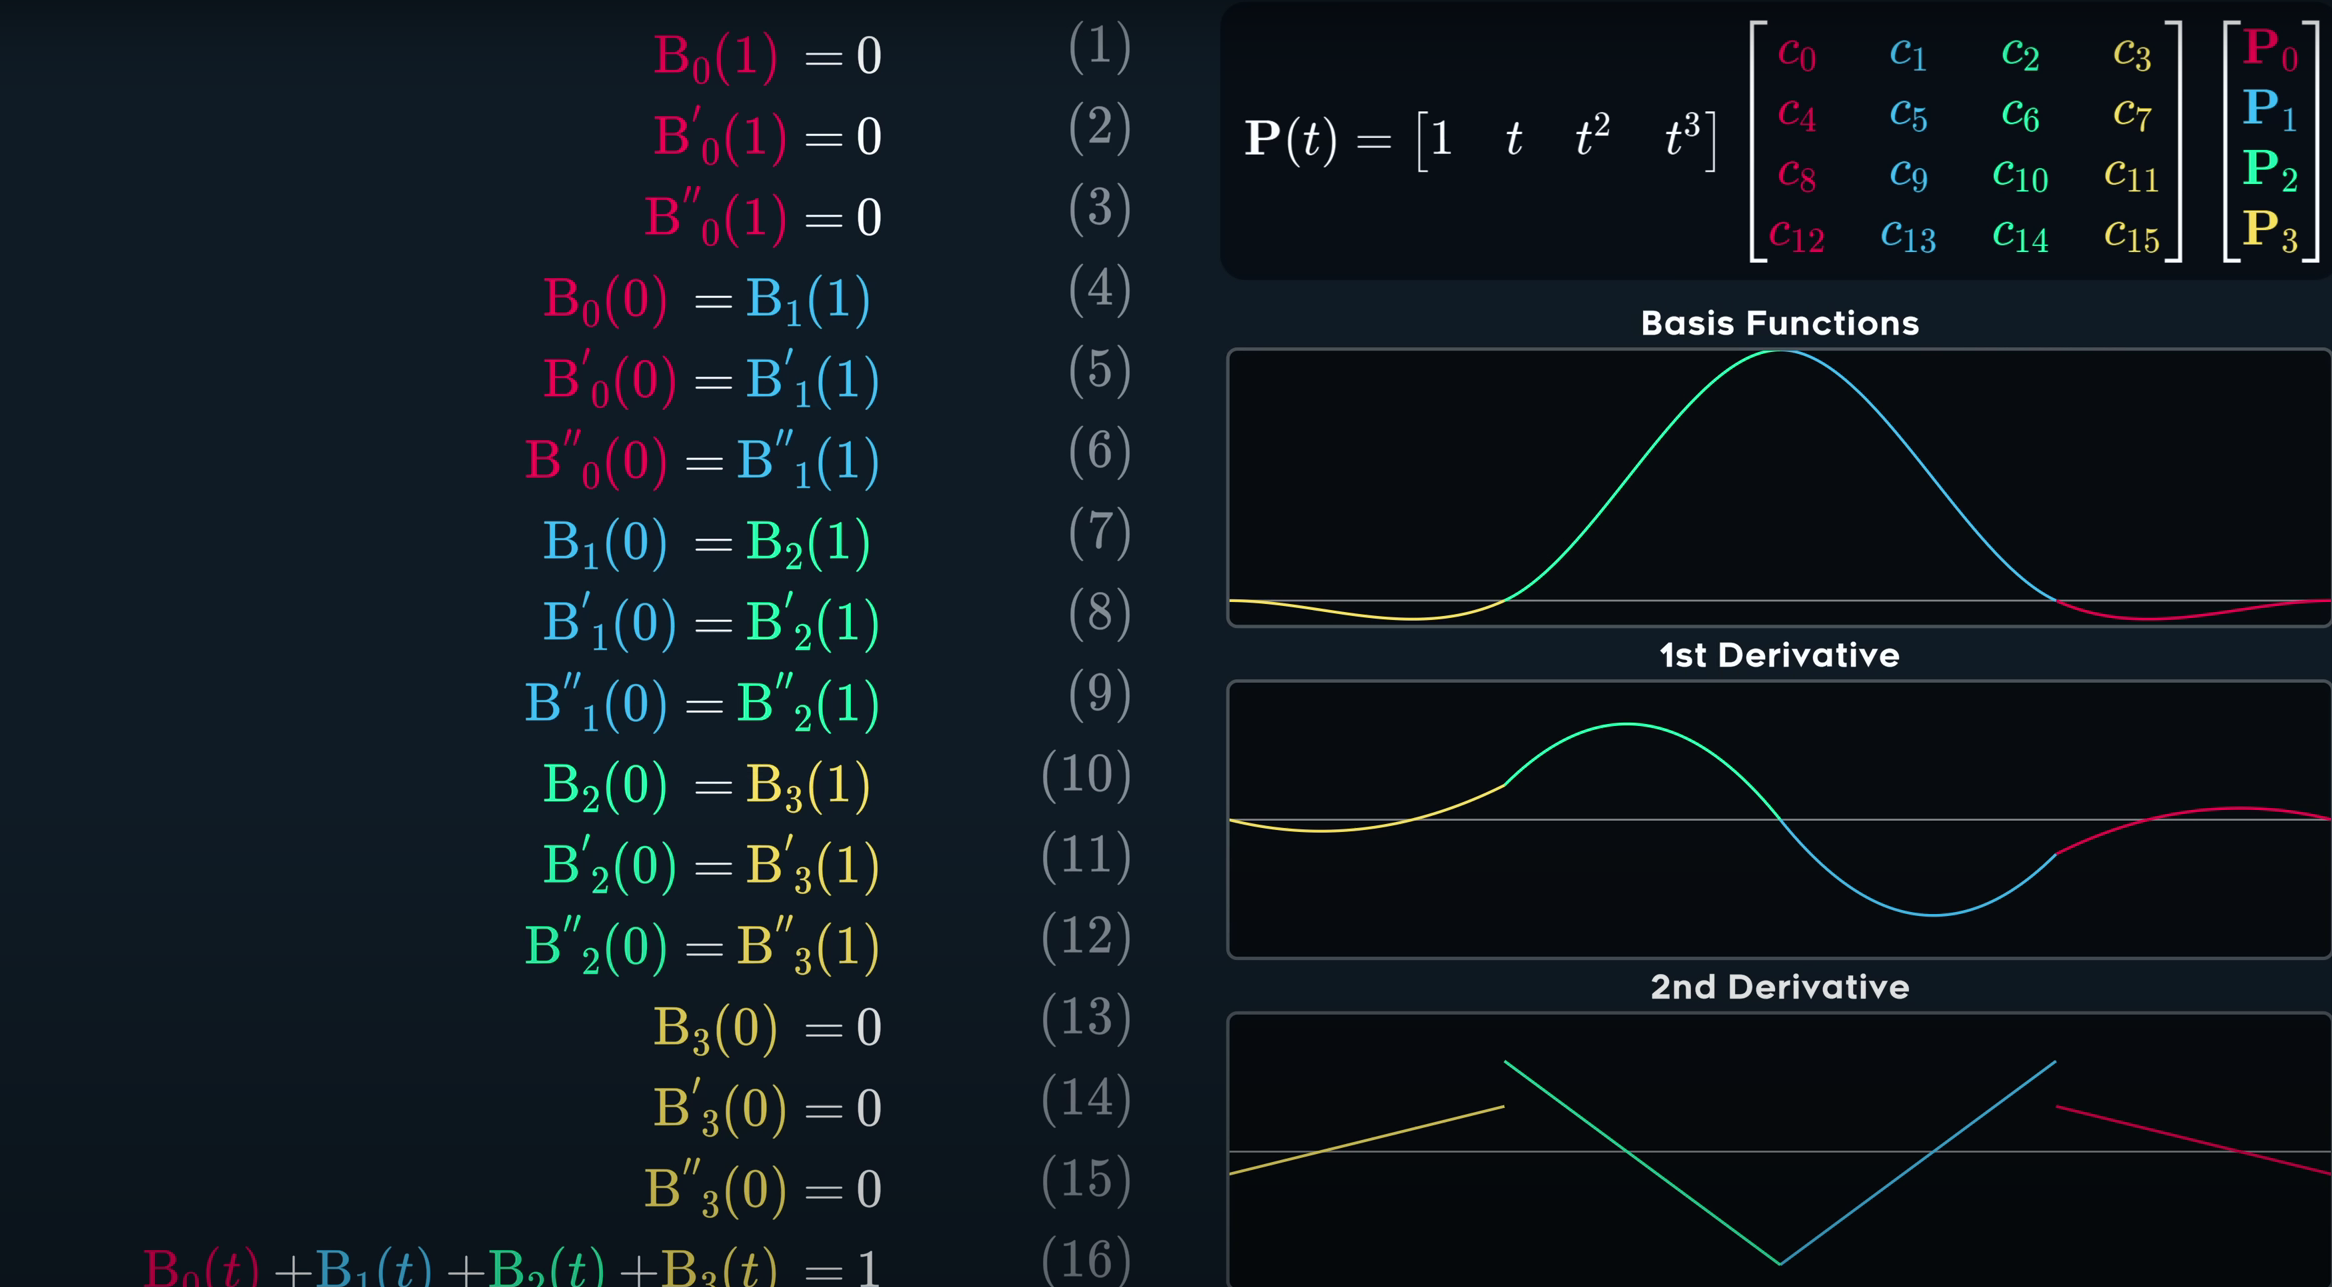 B₀(1) = 0 (1)
B′₀(1) = 0 (2)
B″₀(1) = 0 (3)
B₀(0) = B₁(1) (4)
B′₀(0) = B′₁(1) (5)
B″₀(0) = B″₁(1) (6)
B₁(0) = B₂(1) (7)
B′₁(0) = B′₂(1) (8)
B″₁(0) = B″₂(1) (9)
B₂(0) = B₃(1) (10)
B′₂(0) = B′₃(1) (11)
B″₂(0) = B″₃(1) (12)
B₃(0) = 0 (13)
B′₃(0) = 0 (14)
B″₃(0) = 0 (15)
B₀(t) + B₁(t) + B₂(t) + B₃(t) = 1 (16)
c₀ c₁ c₂ c₃ P₀
c₄ c₅ c₆ c₇ P₁
P(t) = [1 t t² t³]
c₈ c₉ c₁₀ c₁₁ P₂
c₁₂ c₁₃ c₁₄ c₁₅ P₃
Basis Functions
1st Derivative
2nd Derivative